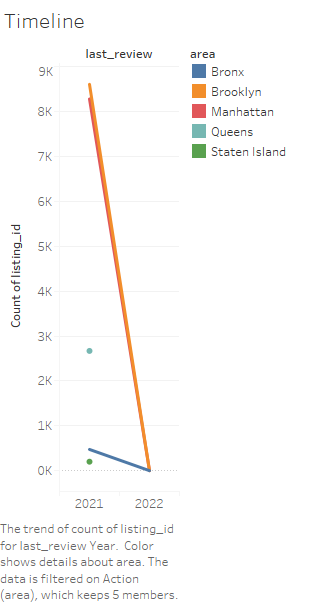 Timeline
last_review
area
Bronx
Brooklyn
Manhattan
Queens
Staten Island
9K
8K
7K
6K
5K
4K
3K
2K
1K
0K
Count of listing_id
2021 2022
The trend of count of listing_id
for last_review Year. Color
shows details about area. The
data is filtered on Action
(area), which keeps 5 members.